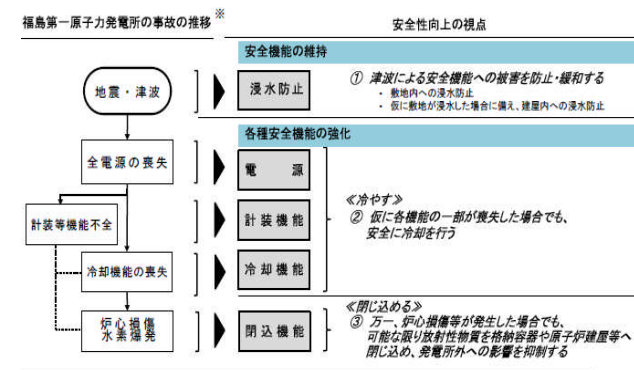 福島第一原子力発電所の事故の推移※
安全性向上の視点
安全機能の維持
地震・津波
浸水防止
① 津波による安全機能への被害を防止・緩和する
・ 敷地内への浸水防止
・ 仮に敷地が浸水した場合に備え、建屋内への浸水防止
各種安全機能の強化
全電源の喪失
電 源
計装等機能不全
計装機能
≪冷やす≫
② 仮に各機能の一部が喪失した場合でも、
安全に冷却を行う
冷却機能の喪失
冷却機能
炉心損傷
水素爆発
閉込機能
≪閉じ込める≫
③ 万一、炉心損傷等が発生した場合でも、
可能な限り放射性物質を格納容器や原子炉建屋等へ
閉じ込め、発電所外への影響を抑制する